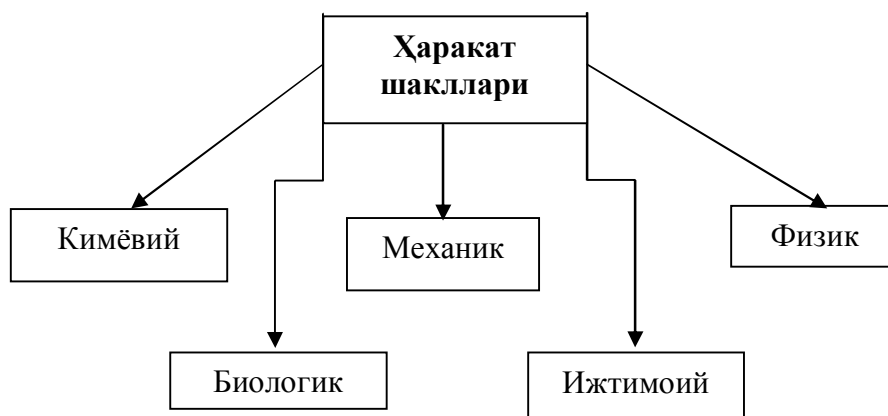 Ҳаракат
шакллари
Кимёвий
Механик
Физик
Биологик
Ижтимоий